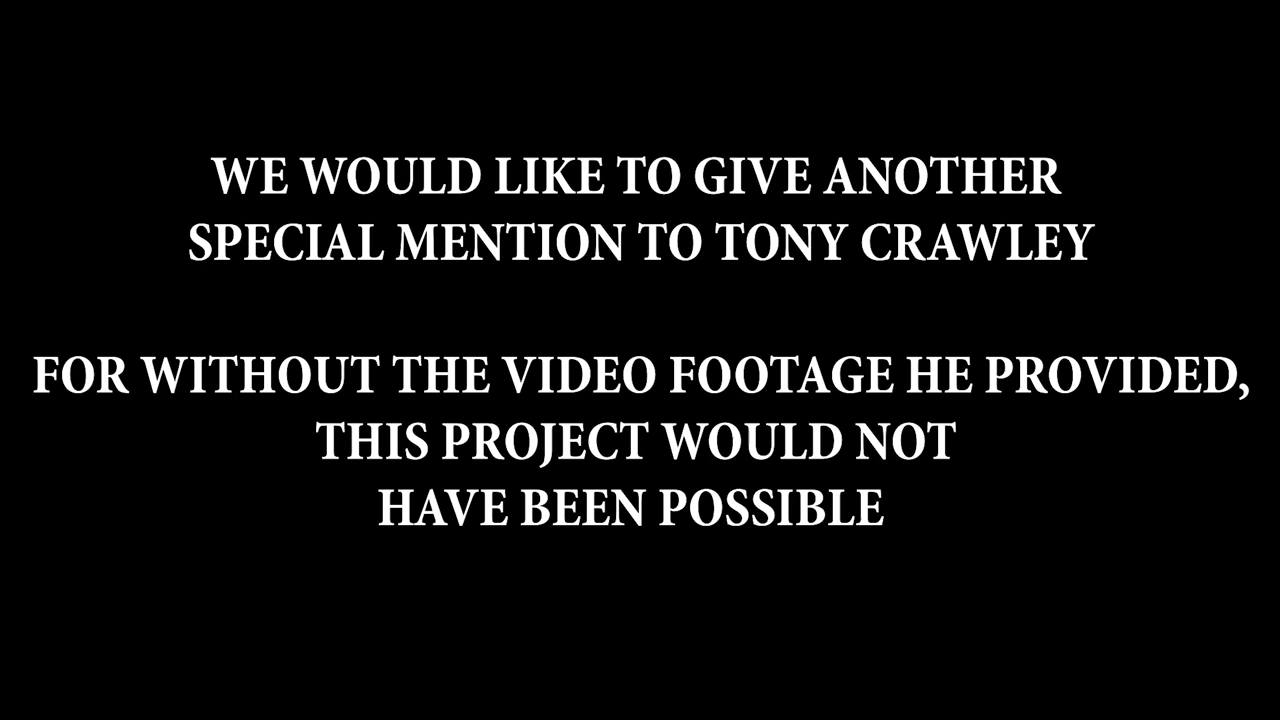 WE WOULD LIKE TO GIVE ANOTHER
SPECIAL MENTION TO TONY CRAWLEY
FOR WITHOUT THE VIDEO FOOTAGE HE PROVIDED,
THIS PROJECT WOULD NOT
HAVE BEEN POSSIBLE